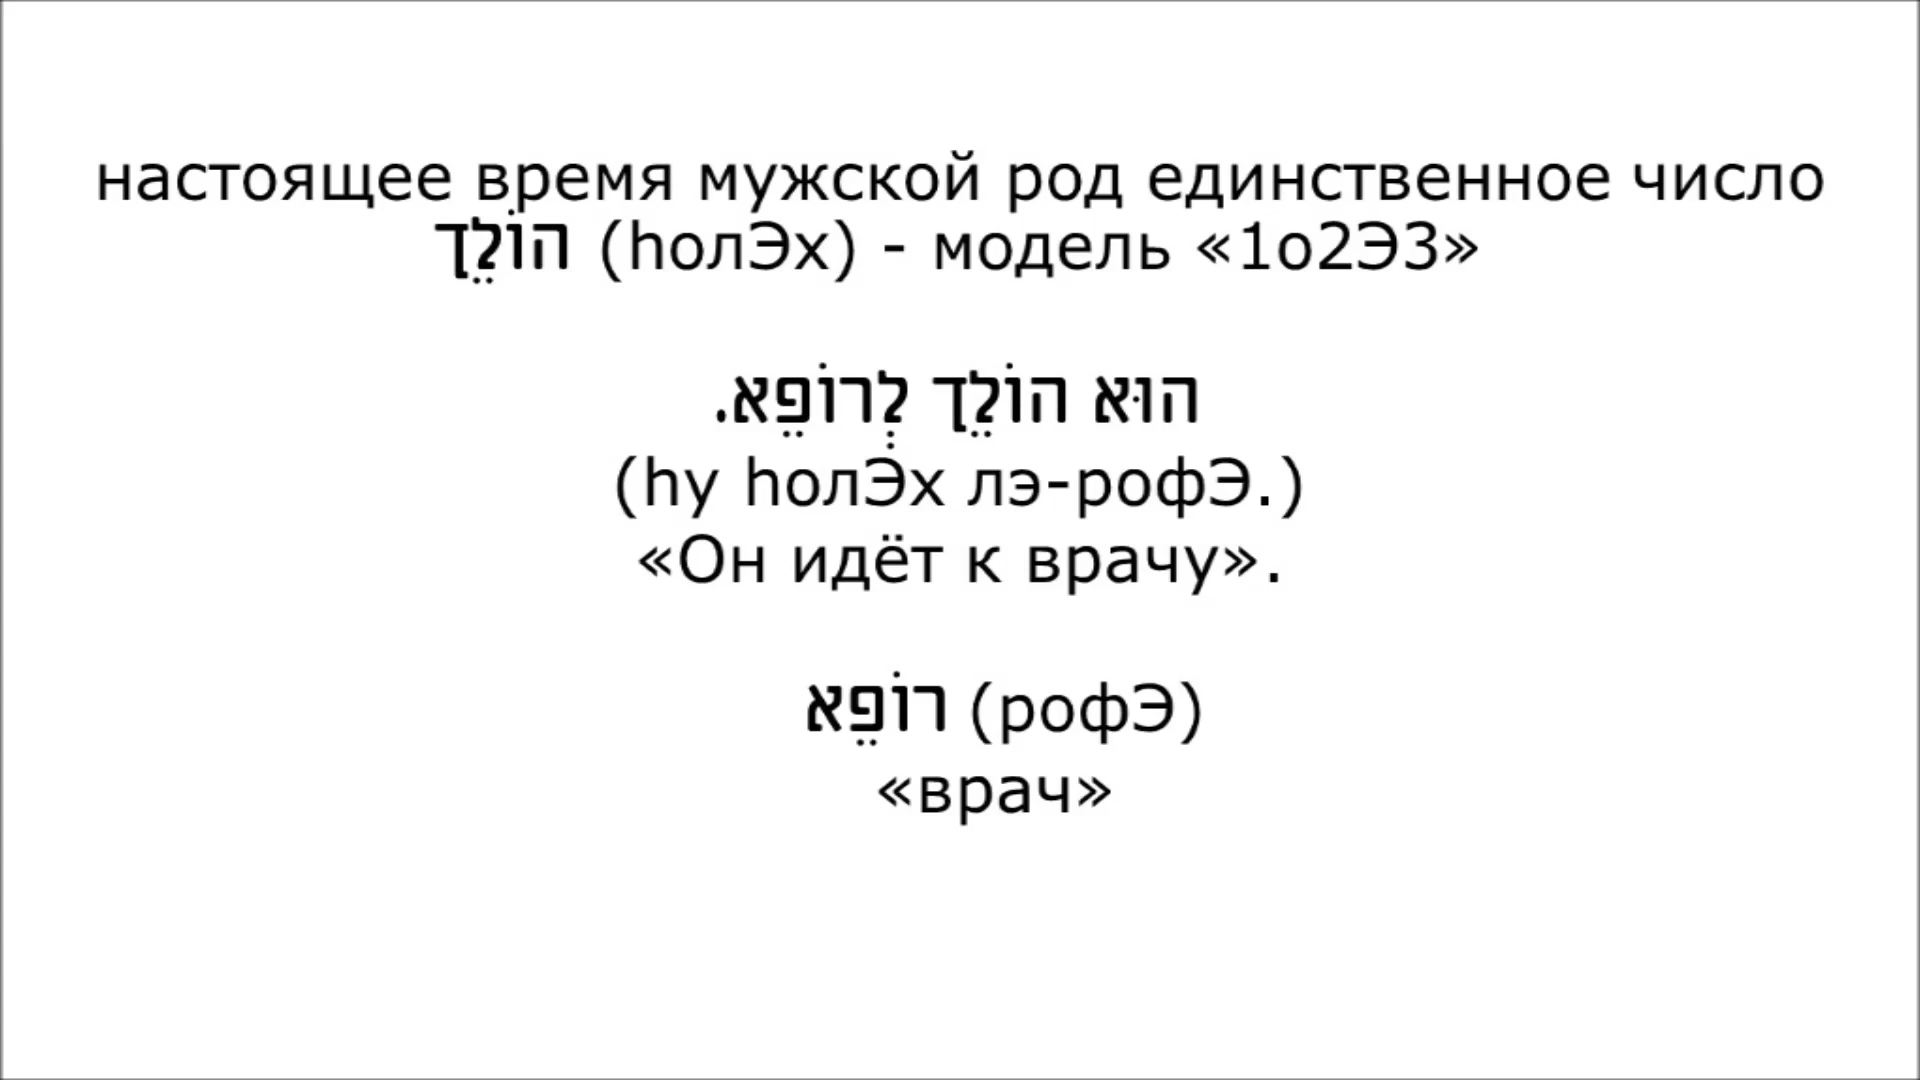 настоящее время мужской род единственное число
הוֹלֵך (hолЭх) - модель «1о2Э3»
הוּא הוֹלֵך לְרוֹפֵא.
(hу hолЭх лэ-рофЭ.)
«Он идёт к врачу».
רוֹפֵא (рофЭ)
«врач»